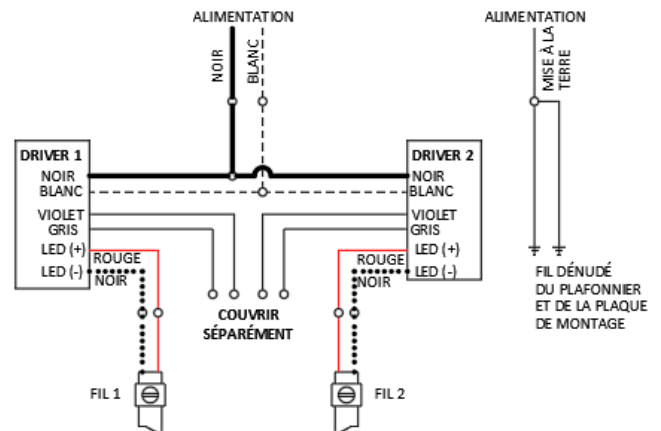 ALIMENTATION
NOIR
BLANC
ALIMENTATION
MISE À LA
TERRE
DRIVER 1
NOIR
BLANC
VIOLET
GRIS
LED (+)
LED (-)
ROUGE
NOIR
DRIVER 2
NOIR
BLANC
VIOLET
GRIS
LED (+)
LED (-)
ROUGE
NOIR
COUVRIR
SÉPARÉMENT
FIL DÉNUDÉ
DU PLAFONNIER
ET DE LA PLAQUE
DE MONTAGE
FIL 1
FIL 2